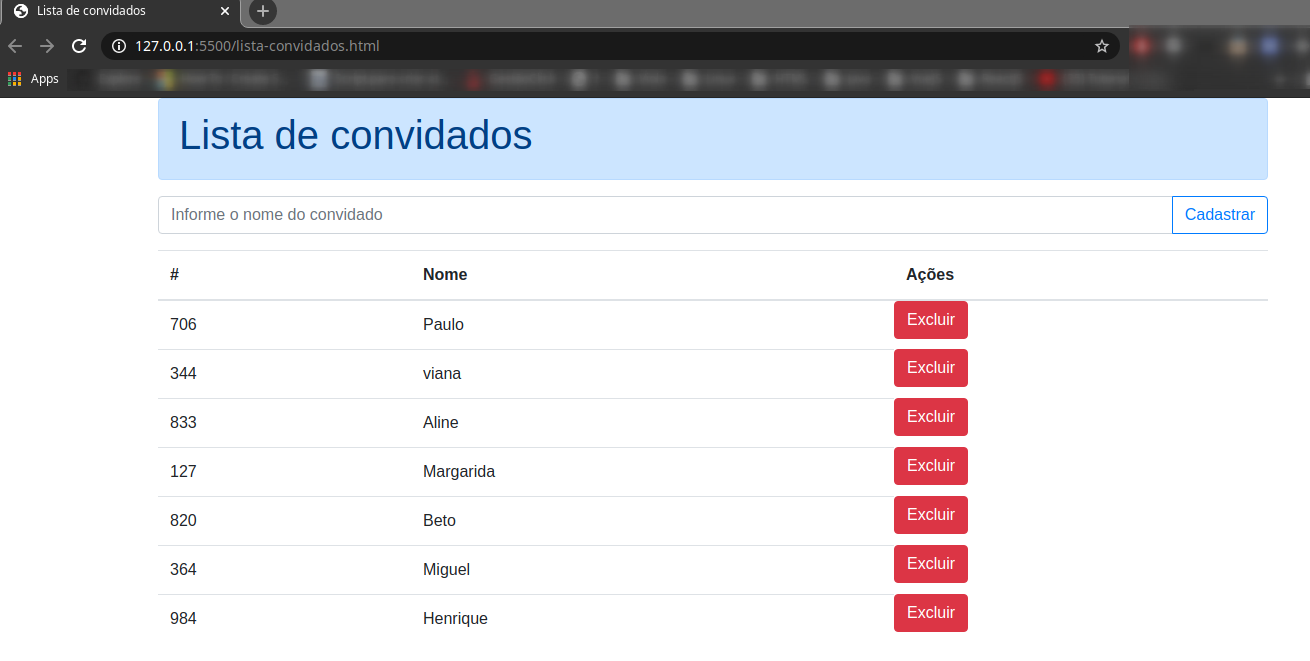 Lista de convidados
127.0.0.1:5500/lista-convidados.html
Apps
Lista de convidados
Informe o nome do convidado Cadastrar
# Nome Ações
706 Paulo Excluir
344 viana Excluir
833 Aline Excluir
127 Margarida Excluir
820 Beto Excluir
364 Miguel Excluir
984 Henrique Excluir